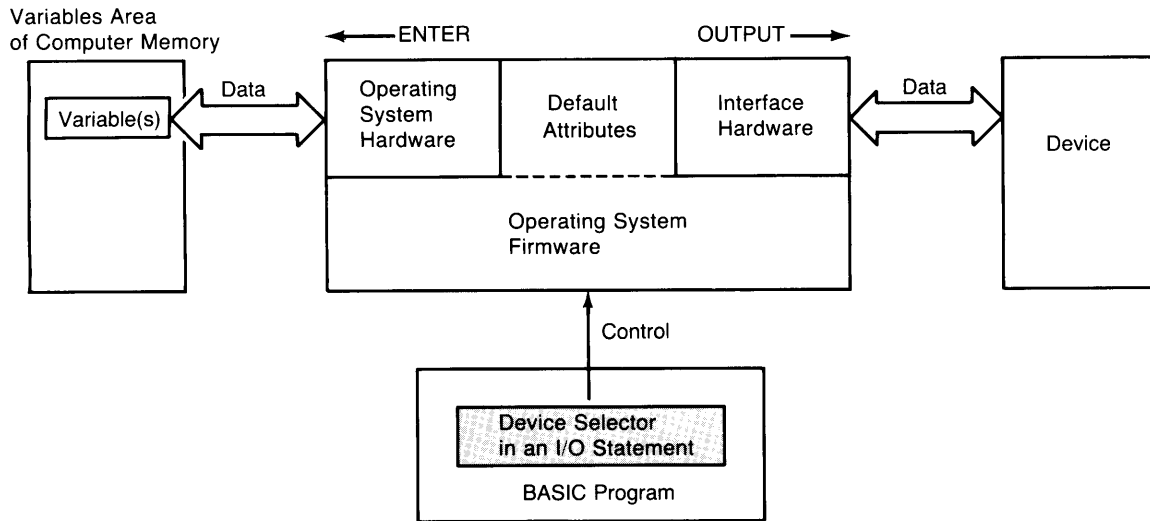 Variables Area
of Computer Memory
ENTER
OUTPUT
Variable(s)
Data
Operating
System
Hardware
Default
Attributes
Interface
Hardware
Data
Device
Operating System
Firmware
Control
Device Selector
in an I/O Statement
BASIC Program